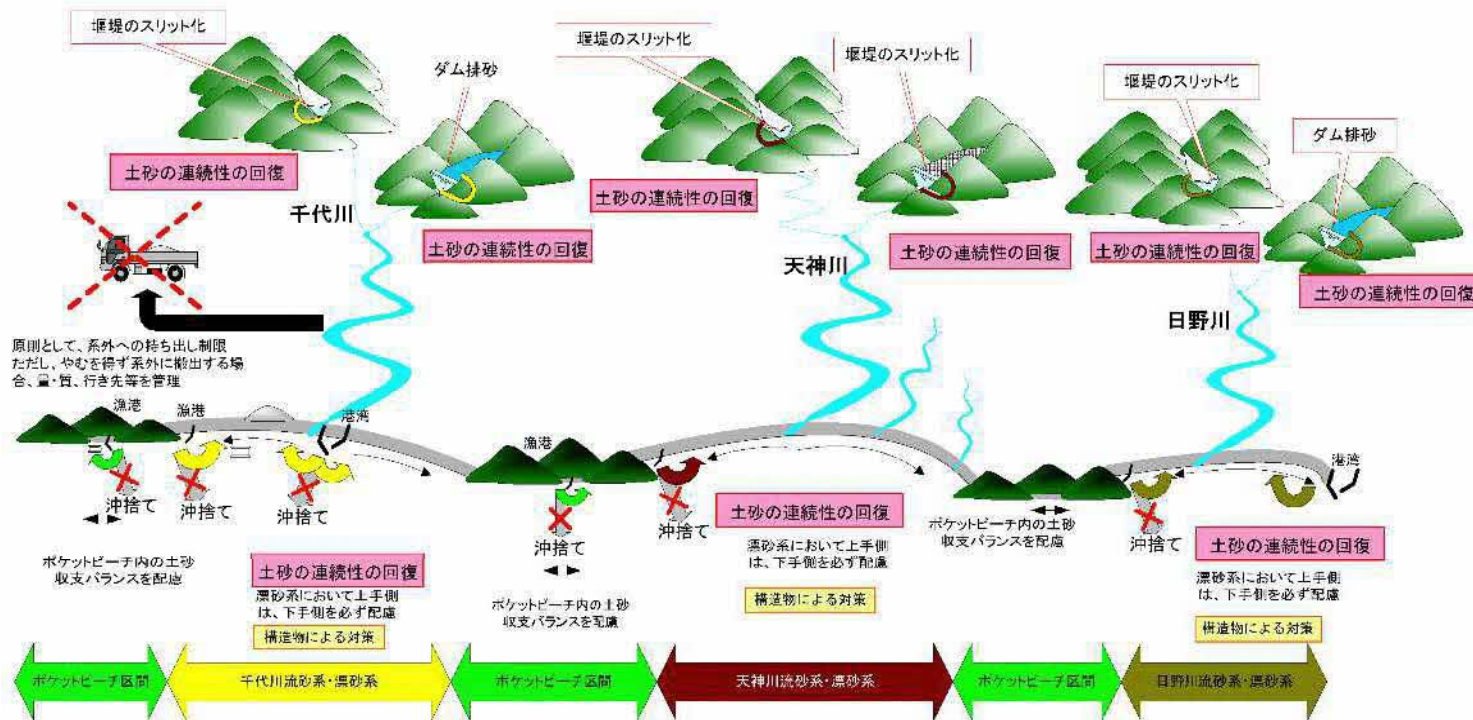 堰堤のスリット化
ダム排砂
堰堤のスリット化
堰堤のスリット化
堰堤のスリット化
ダム排砂
土砂の連続性の回復
千代川
土砂の連続性の回復
土砂の連続性の回復
天神川
土砂の連続性の回復
土砂の連続性の回復
日野川
土砂の連続性の回復
原則として、系外への持ち出し制限
ただし、やむを得ず系外に搬出する場
合、量・質、行き先等を管理
漁港
漁港
港湾
漁港
港湾
沖捨て
沖捨て
沖捨て
沖捨て
沖捨て
沖捨て
ポケットビーチ内の土砂
収支バランスを配慮
土砂の連続性の回復
漂砂系において上手側
は、下手側を必ず配慮
構造物による対策
ポケットビーチ内の土砂
収支バランスを配慮
土砂の連続性の回復
漂砂系において上手側
は、下手側を必ず配慮
構造物による対策
ポケットビーチ内の土砂
収支バランスを配慮
土砂の連続性の回復
漂砂系において上手側
は、下手側を必ず配慮
構造物による対策
ポケットビーチ区間
千代川流砂系・漂砂系
ポケットビーチ区間
天神川流砂系・漂砂系
ポケットビーチ区間
日野川流砂系・漂砂系